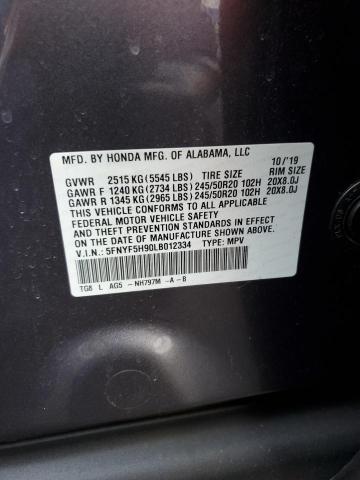 MFD. BY HONDA MFG. OF ALABAMA, LLC 10/'19
GVWR 2515 KG (5545 LBS) TIRE SIZE RIM SIZE
GAWR F 1240 KG (2734 LBS) 245/50R20 102H 20X8.0J
GAWR R 1345 KG (2965 LBS) 245/50R20 102H 20X8.0J
THIS VEHICLE CONFORMS TO ALL APPLICABLE
FEDERAL MOTOR VEHICLE SAFETY AND THEFT
PREVENTION STANDARDS IN EFFECT ON THE DATE
OF MANUFACTURE SHOWN ABOVE.
V.I.N.: 5FNYF5H90LB012334 TYPE: MPV
TG8 L AG5 -NH797M -A -B